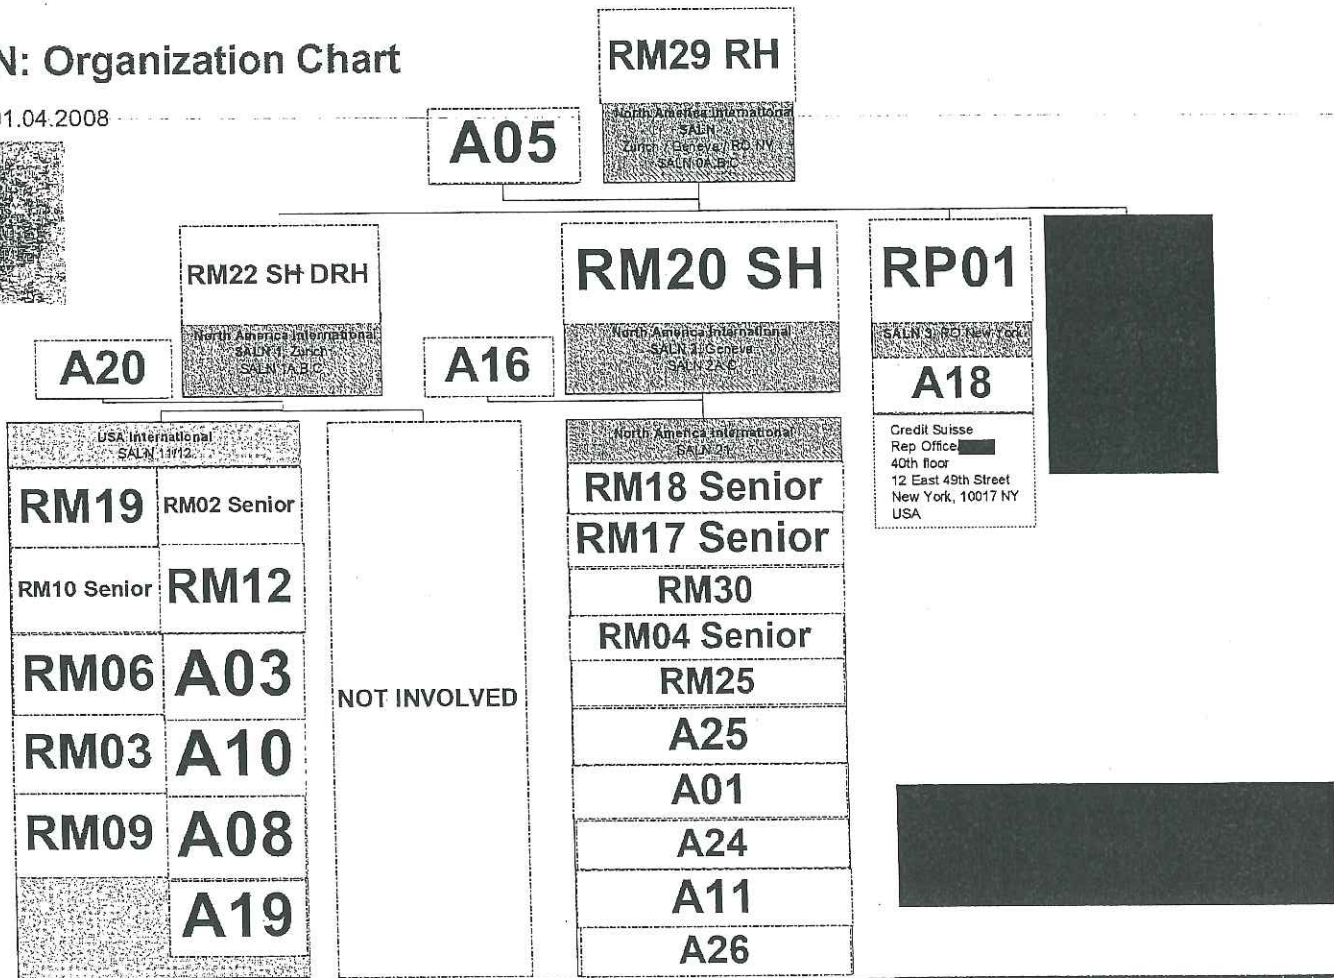 N: Organization Chart
01.04.2008
RM29 RH
North America International
SALN
Zurich / Geneva / RO NY
SALN 0A,B,C
A05
RM22 SH DRH
North America International
SALN 1, Zurich
SALN 1A,B,C
A20
RM20 SH
North America International
SALN 2, Geneva
A16
RP01
SALN 3, RO New York
A18
Credit Suisse
Rep Office
40th floor
12 East 49th Street
New York, 10017 NY
USA
USA International
SALN 11/12
RM19
RM02 Senior
RM10 Senior
RM12
RM06
A03
RM03
A10
RM09
A08
A19
NOT INVOLVED
North America International
SALN 21
RM18 Senior
RM17 Senior
RM30
RM04 Senior
RM25
A25
A01
A24
A11
A26